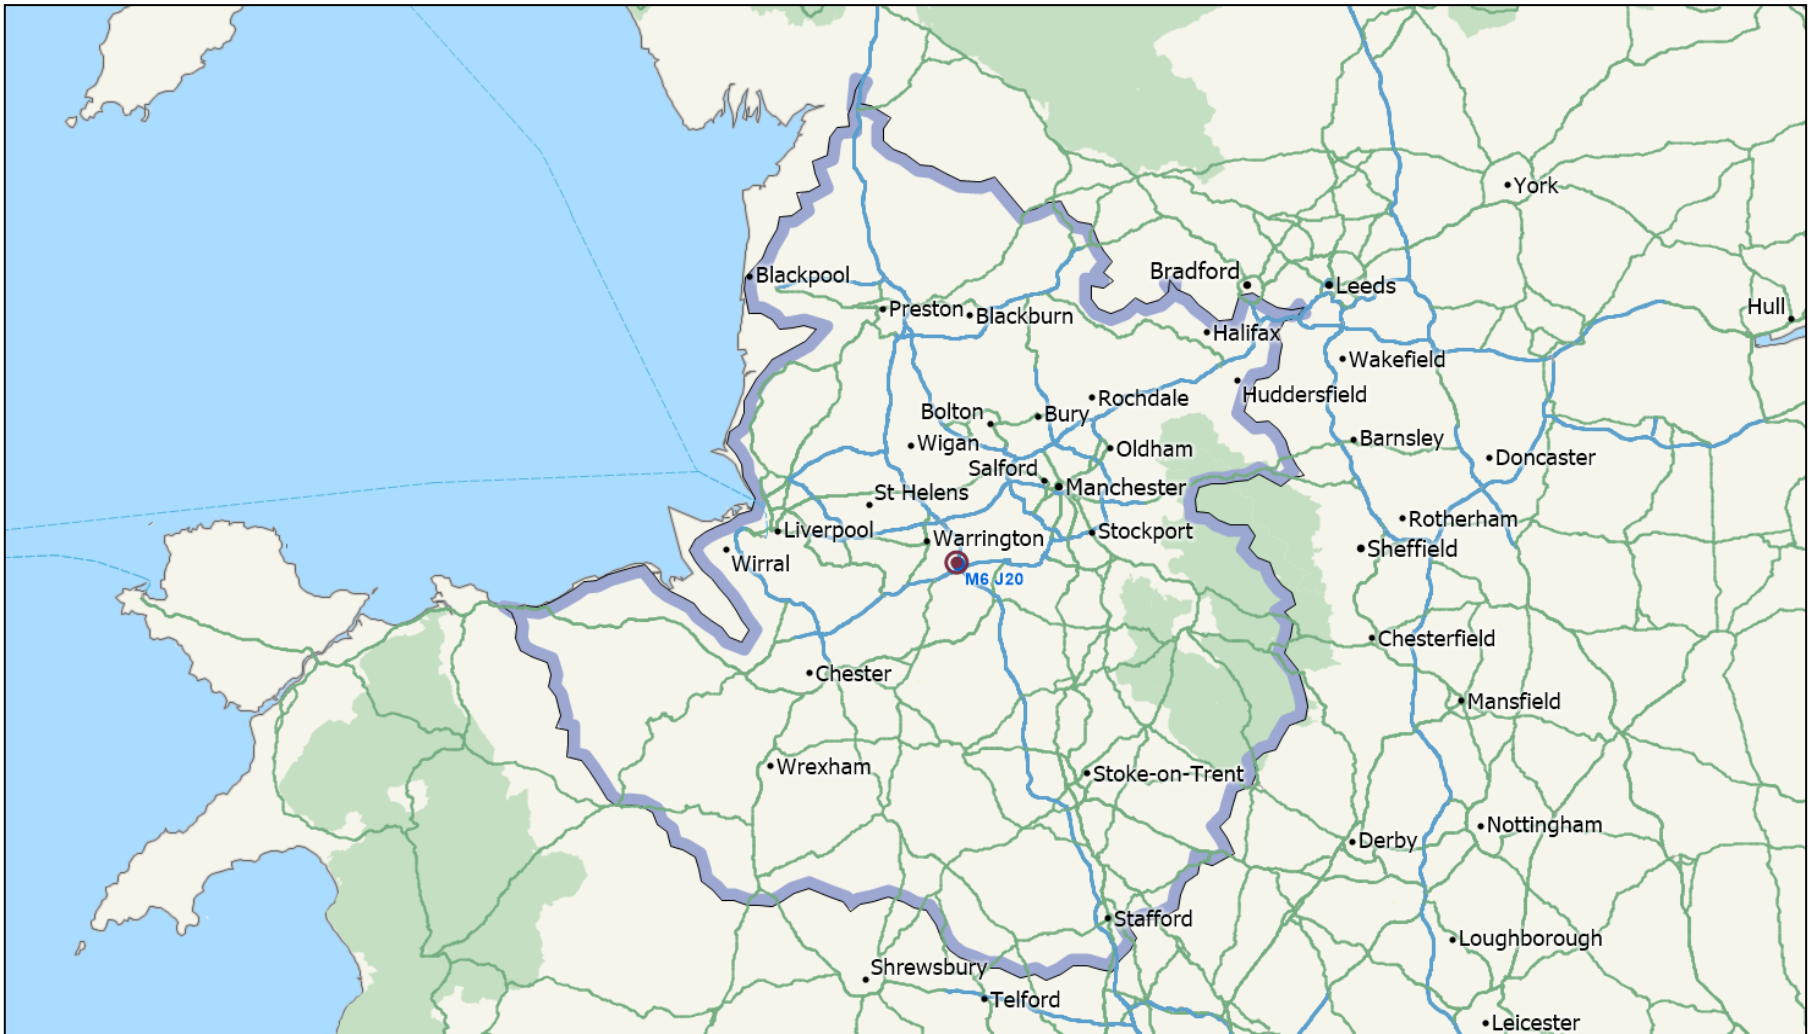 York
Blackpool
Bradford
Leeds
Hull
Preston
Blackburn
Halifax
Wakefield
Huddersfield
Rochdale
Bolton
Bury
Wigan
Oldham
Barnsley
Doncaster
Salford
Manchester
St Helens
Rotherham
Liverpool
Warrington
Stockport
Sheffield
Wirral
M6 J20
Chesterfield
Chester
Mansfield
Wrexham
Stoke-on-Trent
Nottingham
Derby
Stafford
Loughborough
Shrewsbury
Telford
Leicester